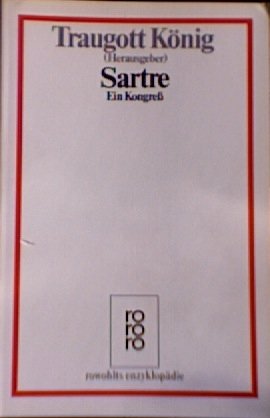 Traugott König
(Herausgeber)
Sartre
Ein Kongreß
ro
ro
ro
rowohlts enzyklopädie